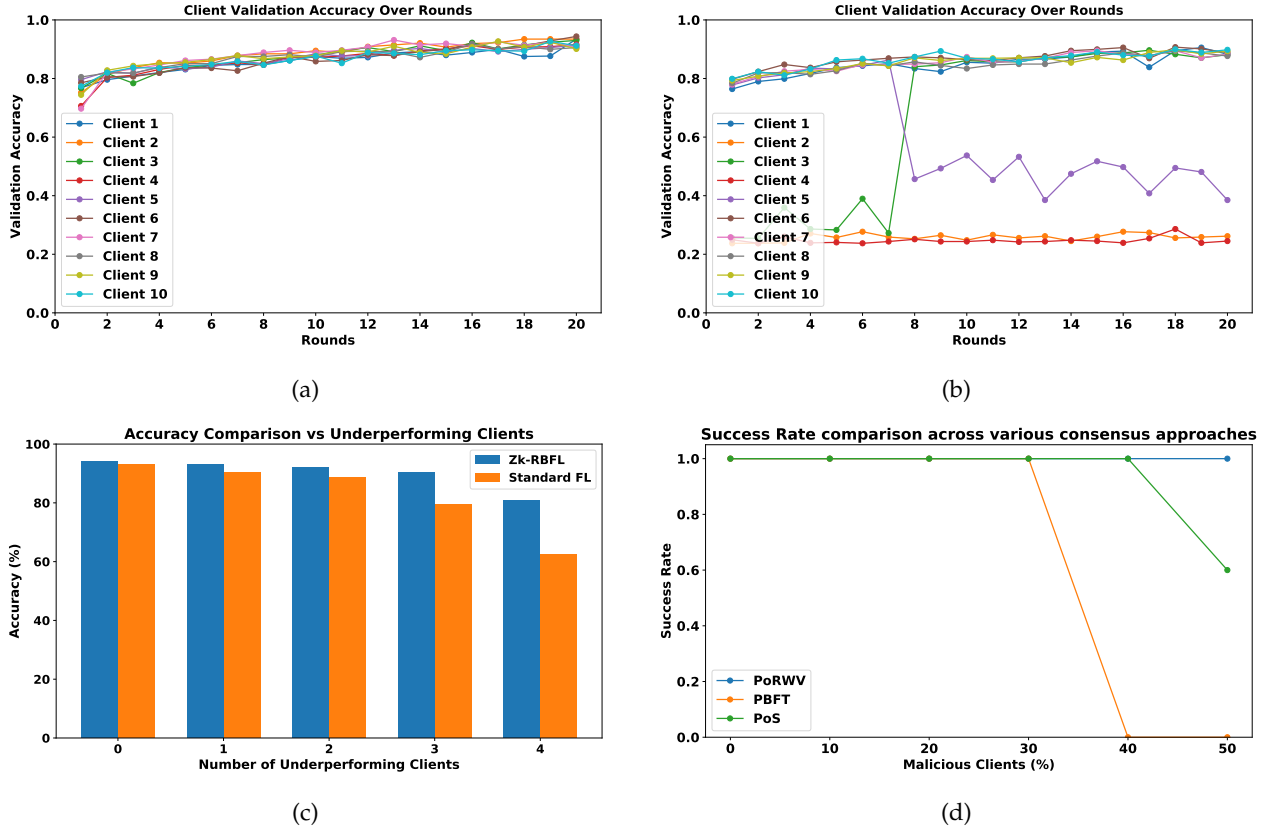 Client Validation Accuracy Over Rounds
1.0
0.8
0.6
0.4
0.2
0.0
Validation Accuracy
Client 1
Client 2
Client 3
Client 4
Client 5
Client 6
Client 7
Client 8
Client 9
Client 10
0 2 4 6 8 10 12 14 16 18 20
Rounds
(a)
Client Validation Accuracy Over Rounds
1.0
0.8
0.6
0.4
0.2
0.0
Validation Accuracy
Client 1
Client 2
Client 3
Client 4
Client 5
Client 6
Client 7
Client 8
Client 9
Client 10
0 2 4 6 8 10 12 14 16 18 20
Rounds
(b)
Accuracy Comparison vs Underperforming Clients
100
80
60
40
20
0
Accuracy (%)
Zk-RBFL
Standard FL
0 1 2 3 4
Number of Underperforming Clients
(c)
Success Rate comparison across various consensus approaches
1.0
0.8
0.6
0.4
0.2
0.0
Success Rate
PoRWV
PBFT
PoS
0 10 20 30 40 50
Malicious Clients (%)
(d)